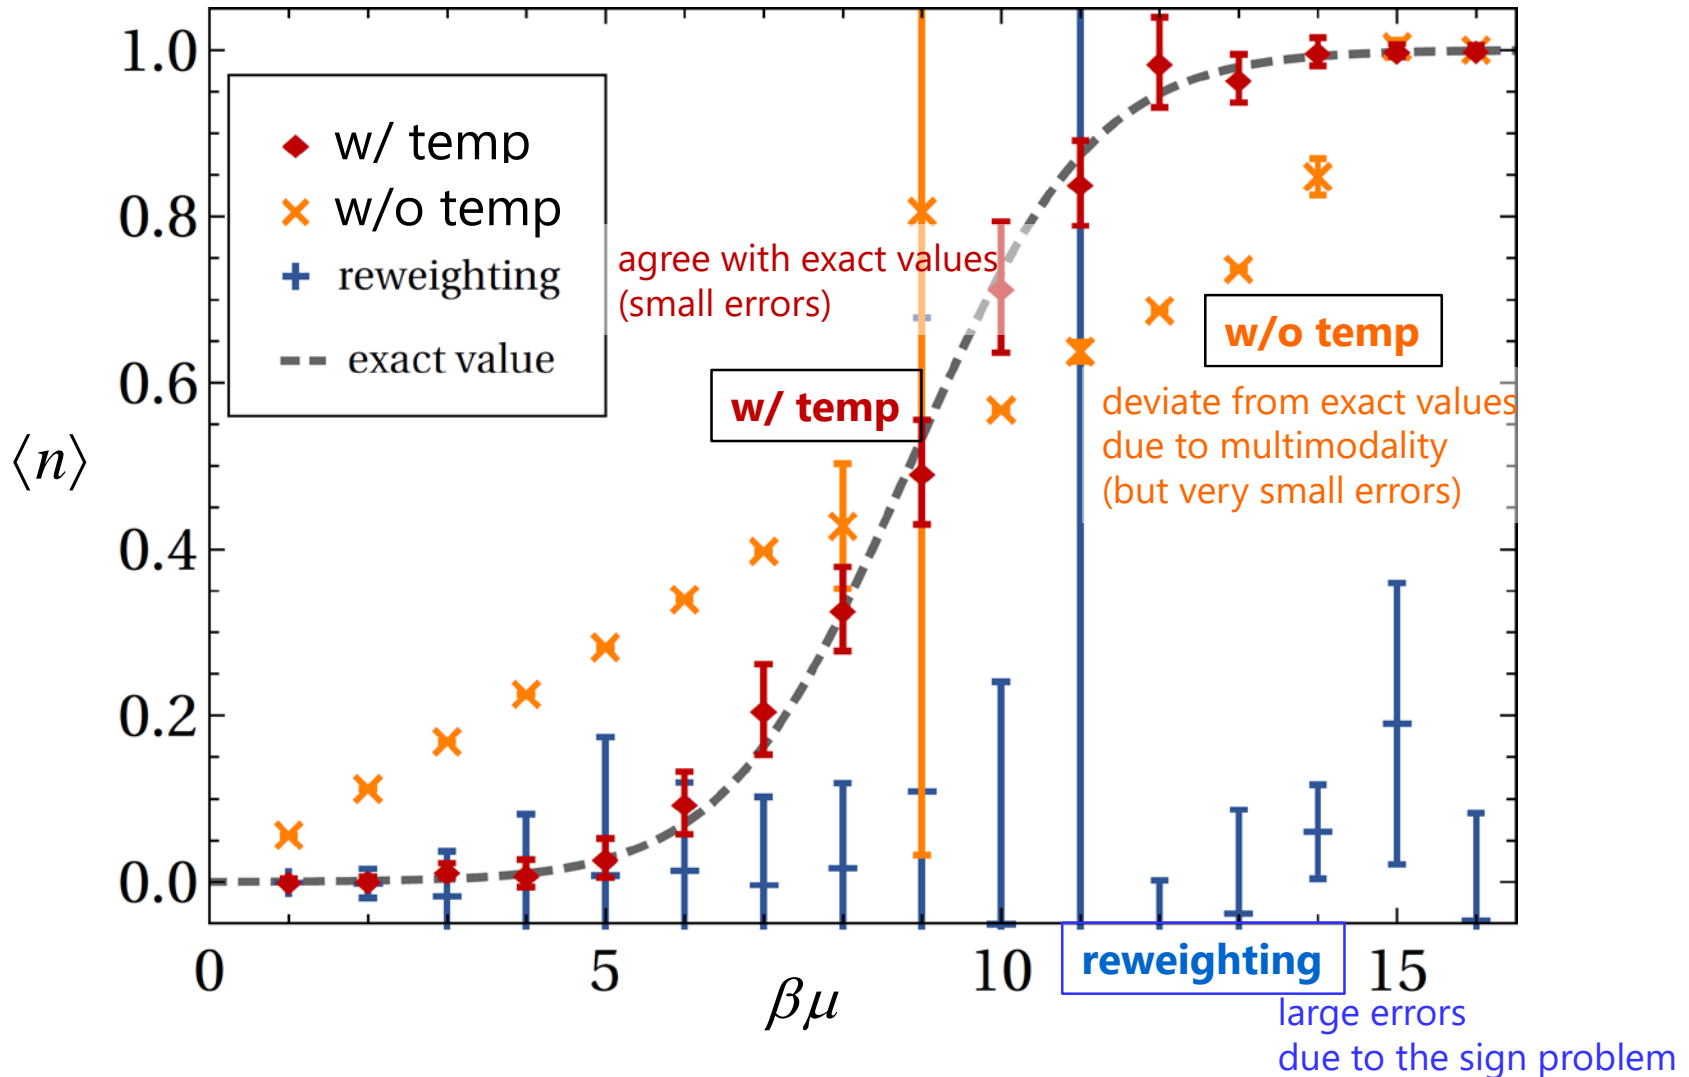 1.0
0.8
0.6
0.4
0.2
0.0
⟨n⟩
w/ temp
w/o temp
reweighting
exact value
agree with exact values
(small errors)
w/ temp
w/o temp
deviate from exact values
due to multimodality
(but very small errors)
0
5
10
15
βμ
reweighting
large errors
due to the sign problem